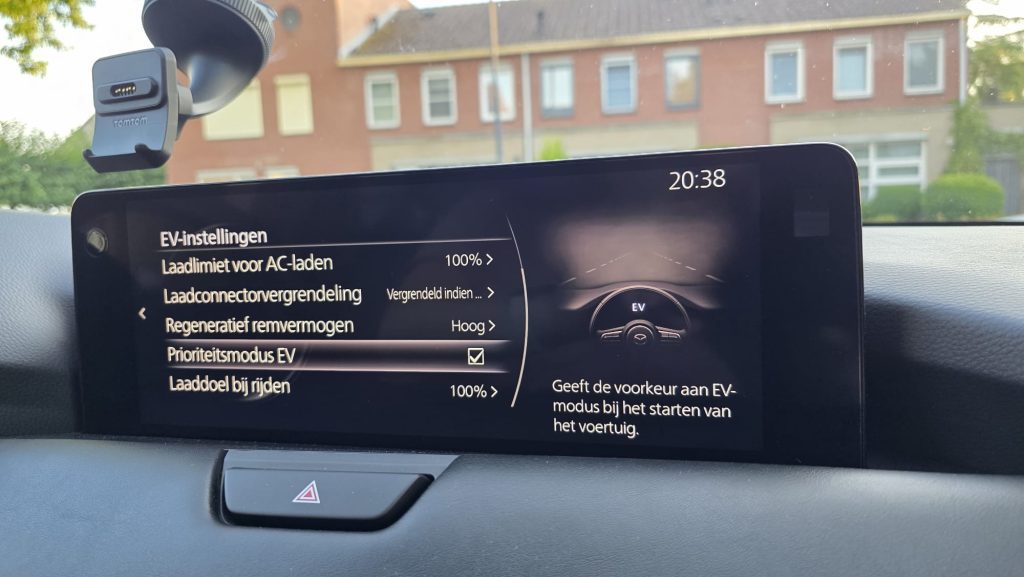 TOMTOM
20:38
EV-instellingen
Laadlimiet voor AC-laden 100% >
Laadconnectorvergrendeling Vergrendeld indien ... >
Regeneratief remvermogen Hoog >
Prioriteitsmodus EV
Laaddoel bij rijden 100% >
EV
Geeft de voorkeur aan EV-
modus bij het starten van
het voertuig.